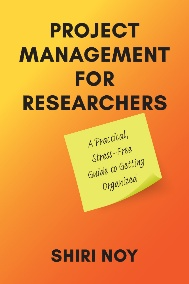 PROJECT
MANAGEMENT
FOR
RESEARCHERS
A Practical,
Stress-Free
Guide to Getting
Organized
SHIRI NOY